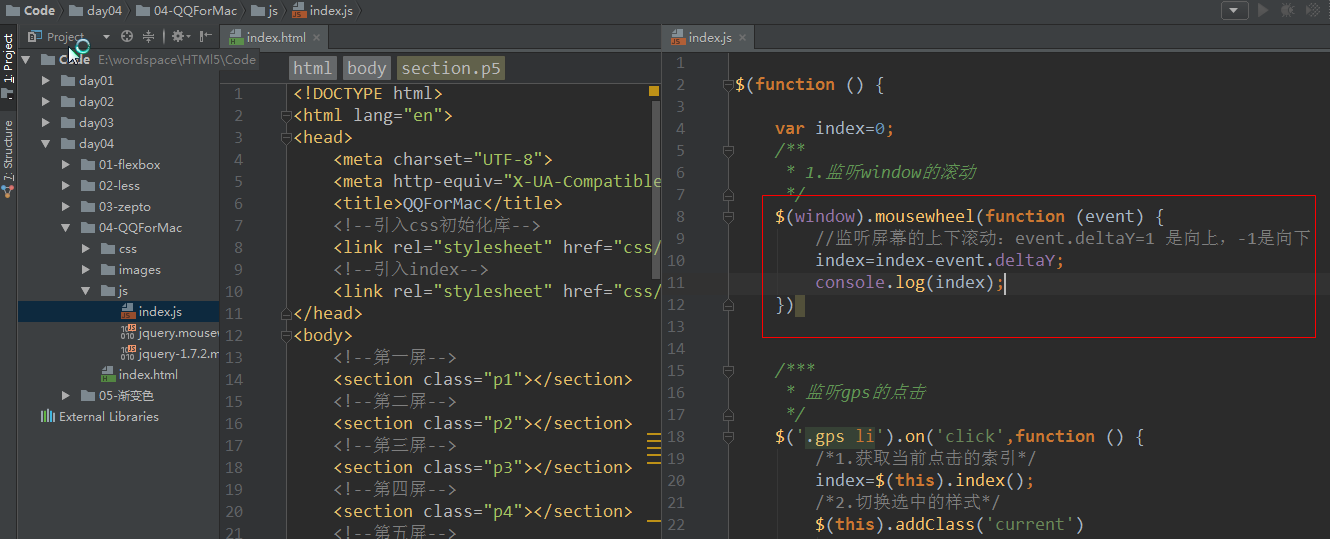 Code day04 04-QQForMac js index.js
1: Project
7: Structure
Project
Code E:\wordspace\HTMl5\Code
day01
day02
day03
day04
01-flexbox
02-less
03-zepto
04-QQForMac
css
images
js
index.js
jquery.mousew
jquery-1.7.2.m
index.html
05-渐变色
External Libraries
index.html
html body section.p5
1 <!DOCTYPE html>
2 <html lang="en">
3 <head>
4 <meta charset="UTF-8">
5 <meta http-equiv="X-UA-Compatible
6 <title>QQForMac</title>
7 <!--引入css初始化库-->
8 <link rel="stylesheet" href="css/
9 <!--引入index-->
10 <link rel="stylesheet" href="css/
11 </head>
12 <body>
13 <!--第一屏-->
14 <section class="p1"></section>
15 <!--第二屏-->
16 <section class="p2"></section>
17 <!--第三屏-->
18 <section class="p3"></section>
19 <!--第四屏-->
20 <section class="p4"></section>
21 <!--第五屏-->
index.js
1
2 $(function () {
3
4 var index=0;
5 /**
6 * 1.监听window的滚动
7 */
8 $(window).mousewheel(function (event) {
9 //监听屏幕的上下滚动：event.deltaY=1 是向上，-1是向下
10 index=index-event.deltaY;
11 console.log(index);
12 })
13
14
15 /***
16 * 监听gps的点击
17 */
18 $('.gps li').on('click',function () {
19 /*1.获取当前点击的索引*/
20 index=$(this).index();
21 /*2.切换选中的样式*/
22 $(this).addClass('current')